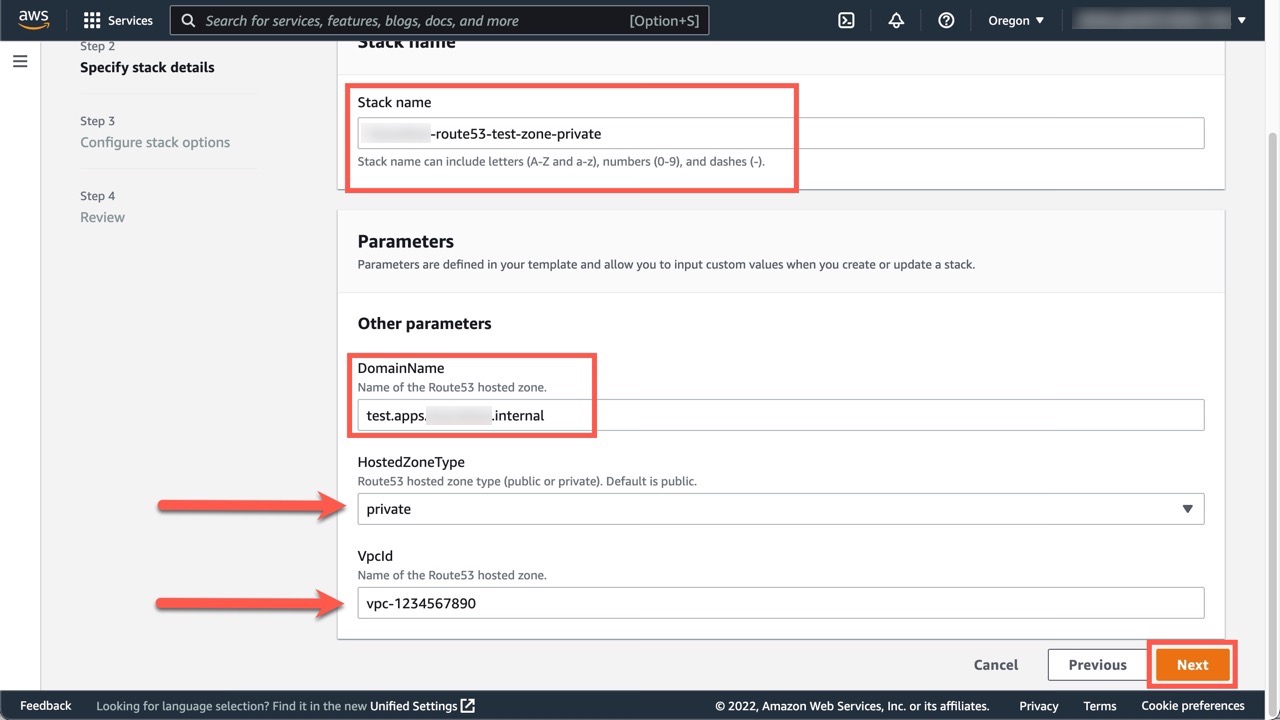 aws
Services
Search for services, features, blogs, docs, and more
[Option+S]
Oregon
Step 2
Specify stack details
Step 3
Configure stack options
Step 4
Review
Stack name
Stack name
-route53-test-zone-private
Stack name can include letters (A-Z and a-z), numbers (0-9), and dashes (-).
Parameters
Parameters are defined in your template and allow you to input custom values when you create or update a stack.
Other parameters
DomainName
Name of the Route53 hosted zone.
test.apps. .internal
HostedZoneType
Route53 hosted zone type (public or private). Default is public.
private
VpcId
Name of the Route53 hosted zone.
vpc-1234567890
Cancel
Previous
Next
Feedback
Looking for language selection? Find it in the new Unified Settings
© 2022, Amazon Web Services, Inc. or its affiliates.
Privacy
Terms
Cookie preferences